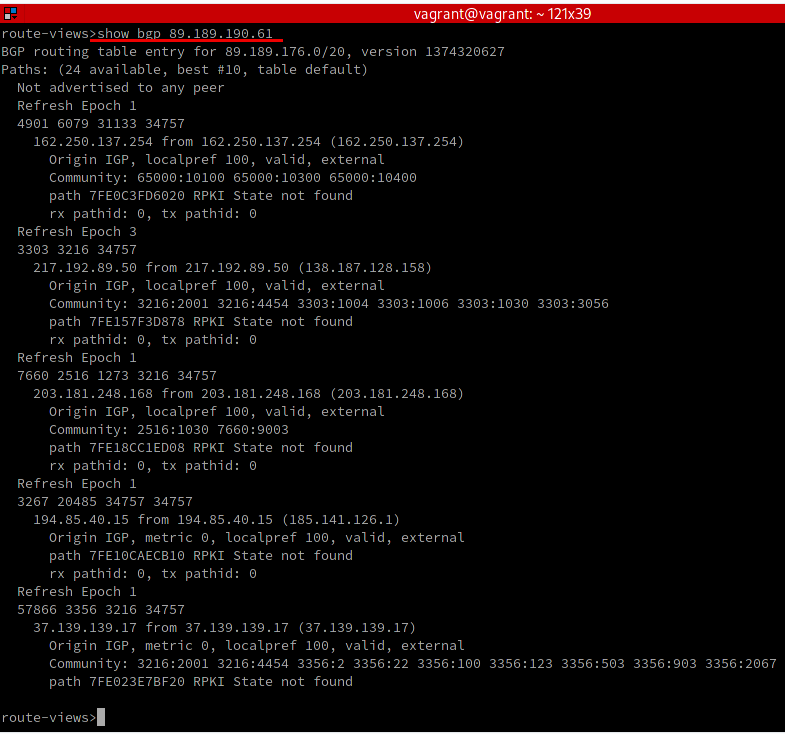 vagrant@vagrant: ~ 121x39
route-views>show bgp 89.189.190.61
BGP routing table entry for 89.189.176.0/20, version 1374320627
Paths: (24 available, best #10, table default)
  Not advertised to any peer
  Refresh Epoch 1
  4901 6079 31133 34757
    162.250.137.254 from 162.250.137.254 (162.250.137.254)
      Origin IGP, localpref 100, valid, external
      Community: 65000:10100 65000:10300 65000:10400
      path 7FE0C3FD6020 RPKI State not found
      rx pathid: 0, tx pathid: 0
  Refresh Epoch 3
  3303 3216 34757
    217.192.89.50 from 217.192.89.50 (138.187.128.158)
      Origin IGP, localpref 100, valid, external
      Community: 3216:2001 3216:4454 3303:1004 3303:1006 3303:1030 3303:3056
      path 7FE157F3D878 RPKI State not found
      rx pathid: 0, tx pathid: 0
  Refresh Epoch 1
  7660 2516 1273 3216 34757
    203.181.248.168 from 203.181.248.168 (203.181.248.168)
      Origin IGP, localpref 100, valid, external
      Community: 2516:1030 7660:9003
      path 7FE18CC1ED08 RPKI State not found
      rx pathid: 0, tx pathid: 0
  Refresh Epoch 1
  3267 20485 34757 34757
    194.85.40.15 from 194.85.40.15 (185.141.126.1)
      Origin IGP, metric 0, localpref 100, valid, external
      path 7FE10CAECB10 RPKI State not found
      rx pathid: 0, tx pathid: 0
  Refresh Epoch 1
  57866 3356 3216 34757
    37.139.139.17 from 37.139.139.17 (37.139.139.17)
      Origin IGP, metric 0, localpref 100, valid, external
      Community: 3216:2001 3216:4454 3356:2 3356:22 3356:100 3356:123 3356:503 3356:903 3356:2067
      path 7FE023E7BF20 RPKI State not found
route-views>